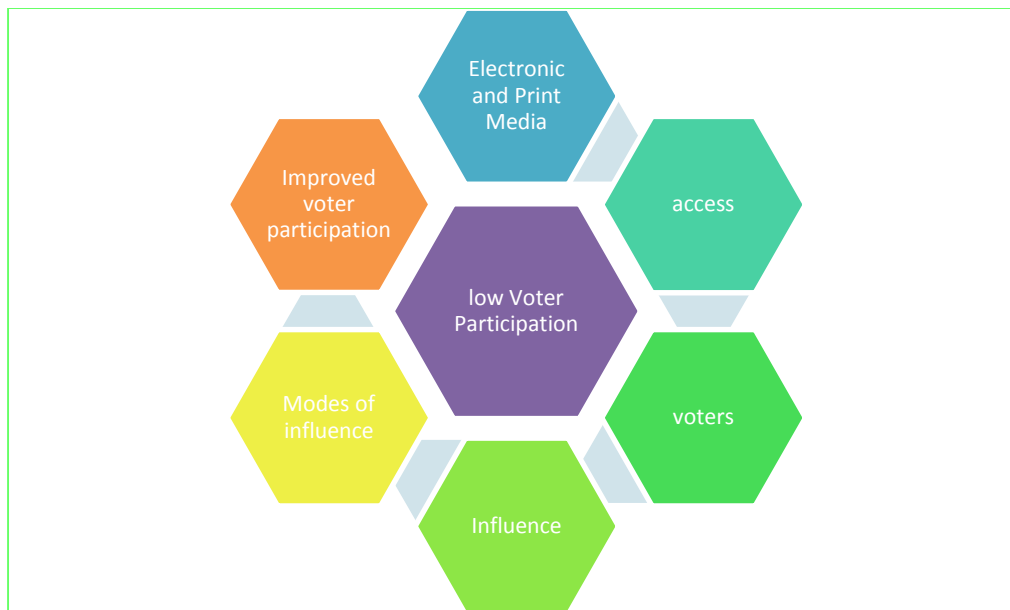 Electronic
and Print
Media
access
voters
Influence
Modes of
influence
Improved
voter
participation
low Voter
Participation